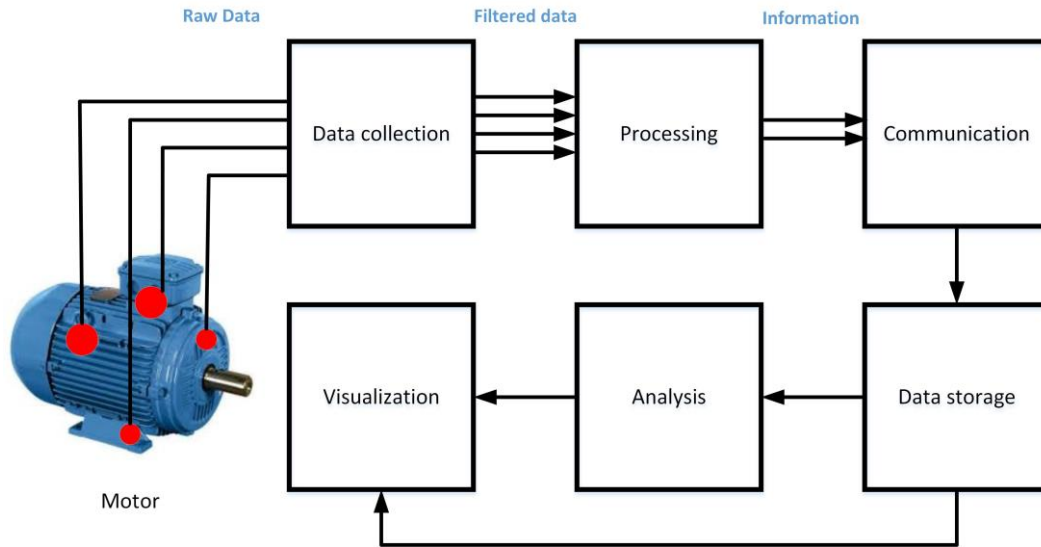 Raw Data
Filtered data
Information
Data collection
Processing
Communication
Visualization
Analysis
Data storage
Motor